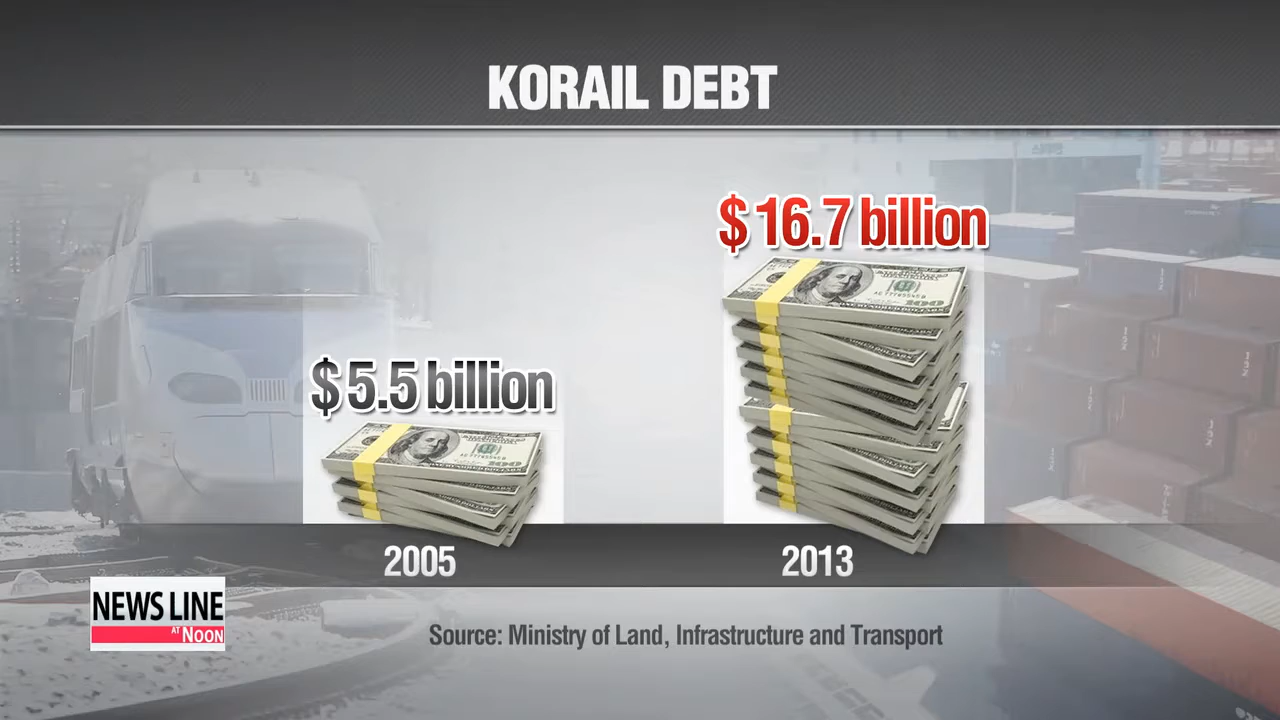 KORAIL DEBT
$16.7 billion
$5.5 billion
2005
2013
NEWS LINE
AT NOON
Source: Ministry of Land, Infrastructure and Transport